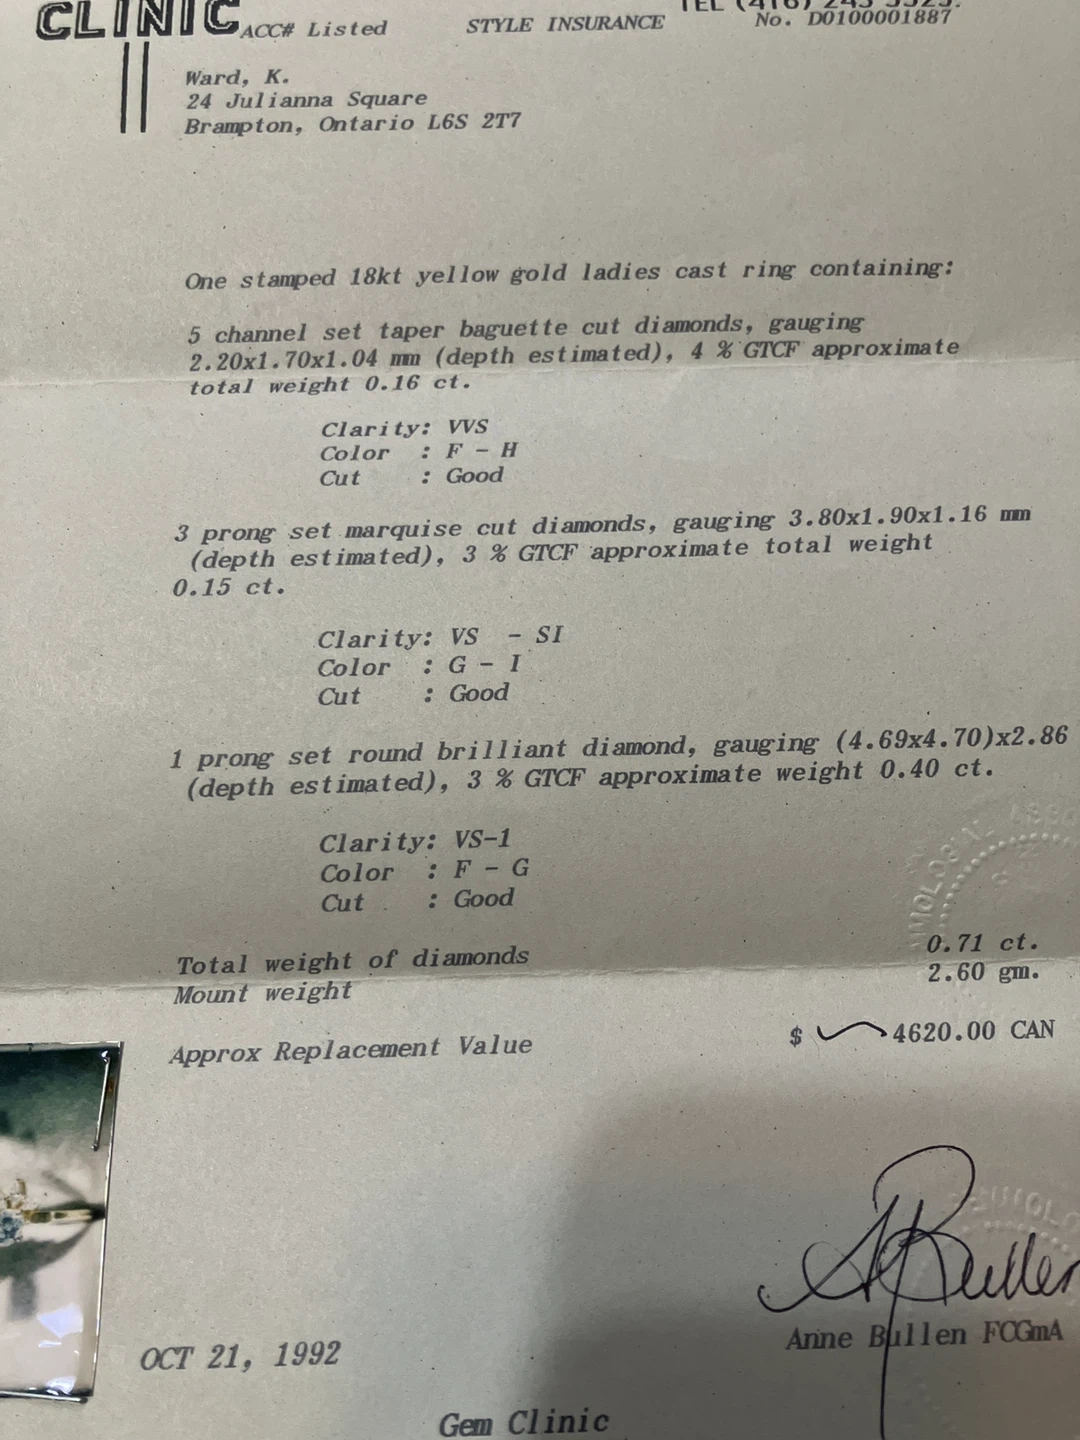 CLINIC ACC# Listed STYLE INSURANCE No. D0100001887
Ward, K.
24 Julianna Square
Brampton, Ontario L6S 2T7
One stamped 18kt yellow gold ladies cast ring containing:
5 channel set taper baguette cut diamonds, gauging
2.20x1.70x1.04 mm (depth estimated), 4 % GTCF approximate
total weight 0.16 ct.
Clarity: VVS
Color : F - H
Cut : Good
3 prong set marquise cut diamonds, gauging 3.80x1.90x1.16 mm
(depth estimated), 3 % GTCF approximate total weight
0.15 ct.
Clarity: VS - SI
Color : G - I
Cut : Good
1 prong set round brilliant diamond, gauging (4.69x4.70)x2.86
(depth estimated), 3 % GTCF approximate weight 0.40 ct.
Clarity: VS-1
Color : F - G
Cut : Good
Total weight of diamonds 0.71 ct.
Mount weight 2.60 gm.
Approx Replacement Value $ 4620.00 CAN
A Bullen
Anne Bullen FCGmA
OCT 21, 1992
Gem Clinic